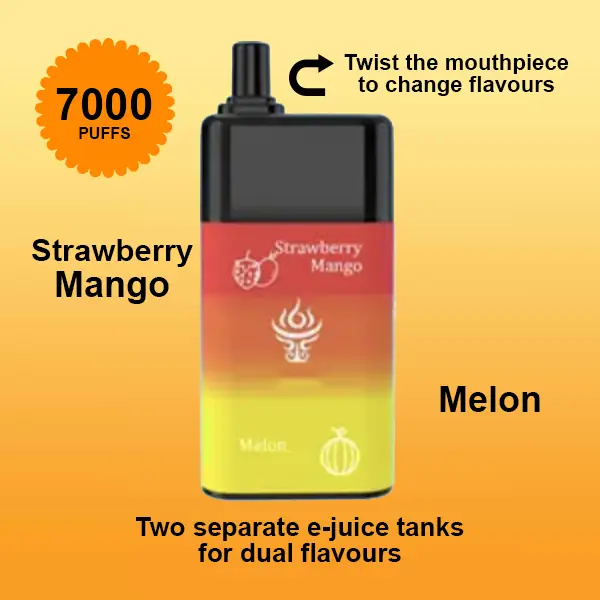 7000
PUFFS
Twist the mouthpiece
to change flavours
Strawberry
Mango
Strawberry
Mango
Melon
Melon
Two separate e-juice tanks
for dual flavours